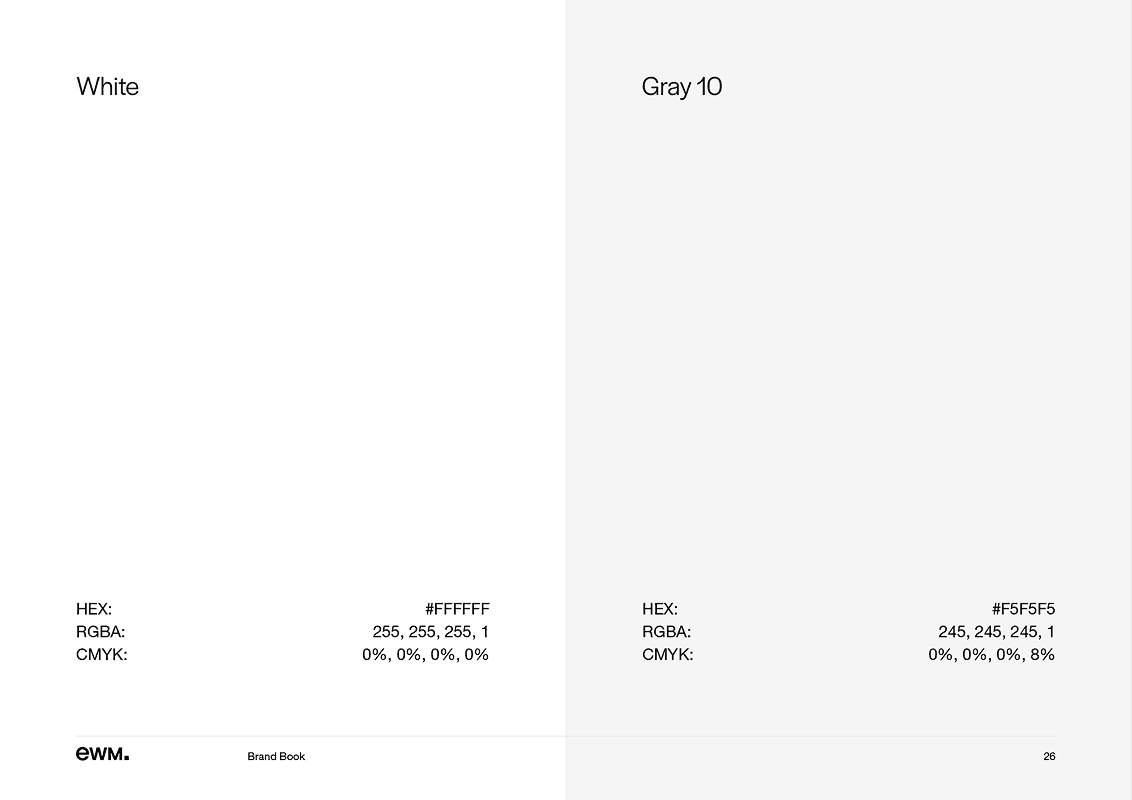 White
HEX: #FFFFFF
RGBA: 255, 255, 255, 1
CMYK: 0%, 0%, 0%, 0%
Gray 10
HEX: #F5F5F5
RGBA: 245, 245, 245, 1
CMYK: 0%, 0%, 0%, 8%
ewm.
Brand Book
26